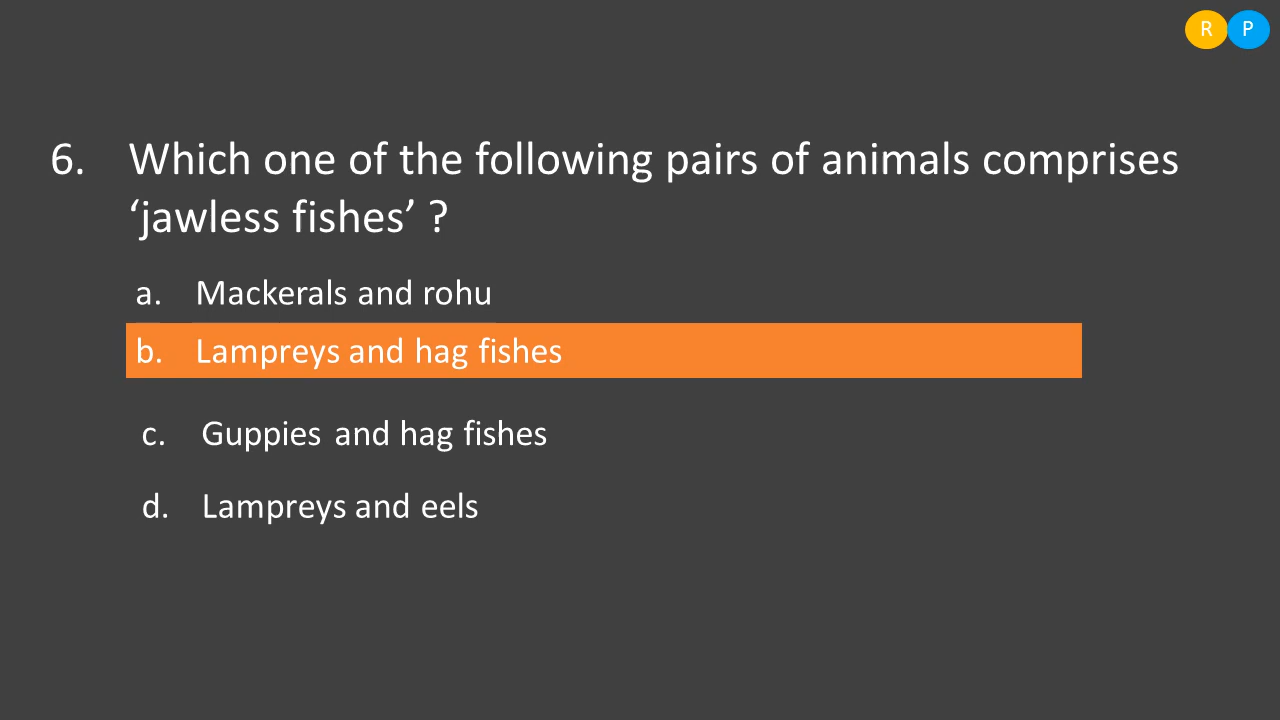 R P
6. Which one of the following pairs of animals comprises
‘jawless fishes’ ?
a. Mackerals and rohu
b. Lampreys and hag fishes
c. Guppies and hag fishes
d. Lampreys and eels